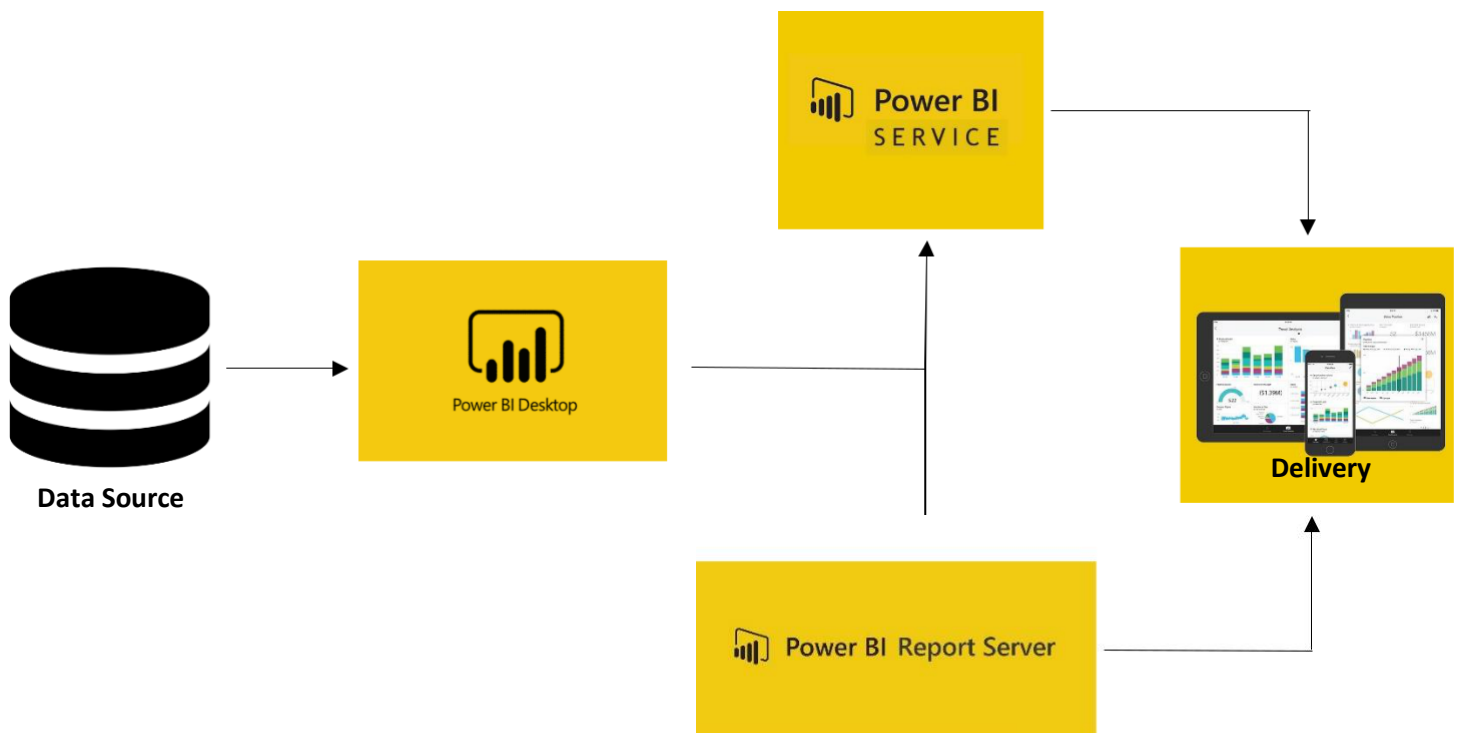 Power BI
SERVICE
Power BI Desktop
Data Source
Delivery
Power BI Report Server